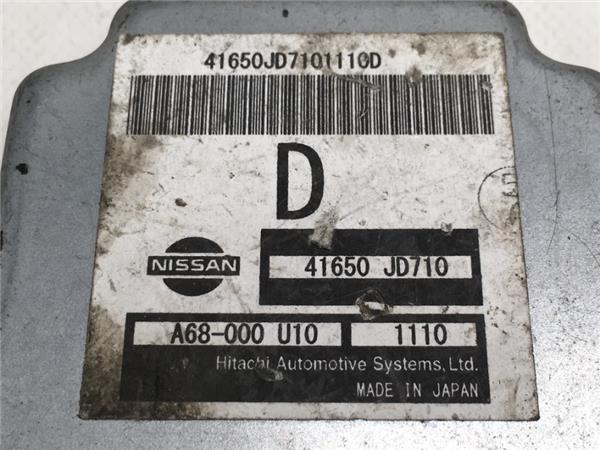 41650JD7101110D
D
NISSAN
41650 JD710
A68-000 U10 1110
Hitachi Automotive Systems, Ltd.
MADE IN JAPAN